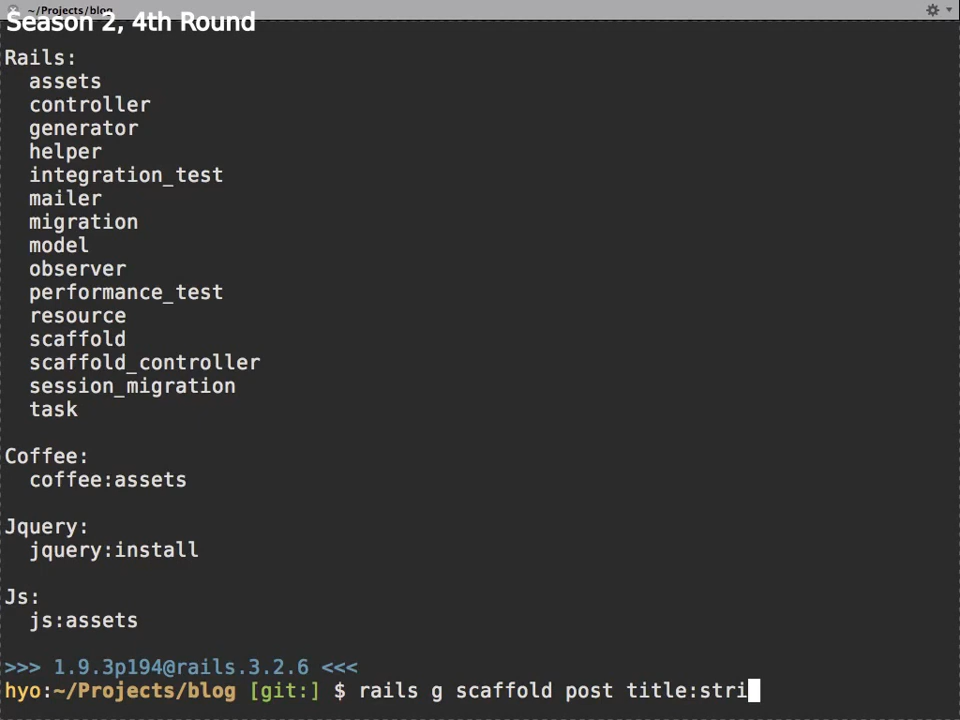 ~/Projects/blog
Season 2, 4th Round
Rails:
  assets
  controller
  generator
  helper
  integration_test
  mailer
  migration
  model
  observer
  performance_test
  resource
  scaffold
  scaffold_controller
  session_migration
  task
Coffee:
  coffee:assets
Jquery:
  jquery:install
Js:
  js:assets
>>> 1.9.3p194@rails.3.2.6 <<<
hyo:~/Projects/blog [git:] $ rails g scaffold post title:stri